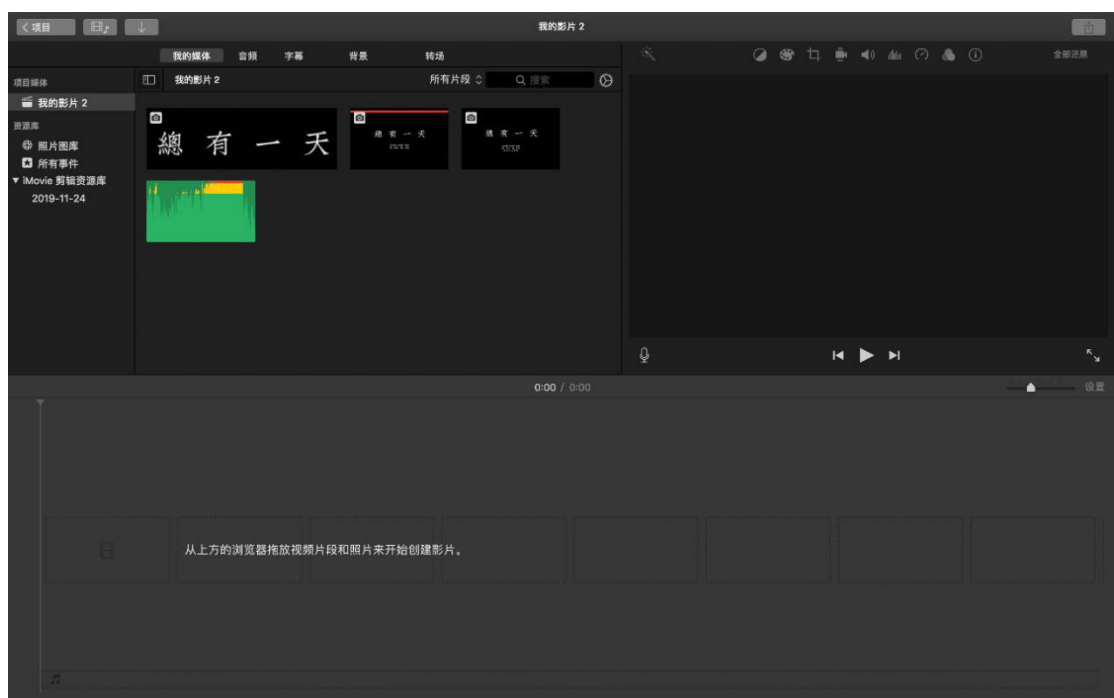 项目
我的影片 2
我的媒体 音频 字幕 背景 转场
全部还原
项目媒体
我的影片 2
所有片段
搜索
我的影片 2
资源库
照片图库
所有事件
iMovie 剪辑资源库
2019-11-24
總有一天
總有一天
總有一天
0:00 / 0:00
设置
从上方的浏览器拖放视频片段和照片来开始创建影片。